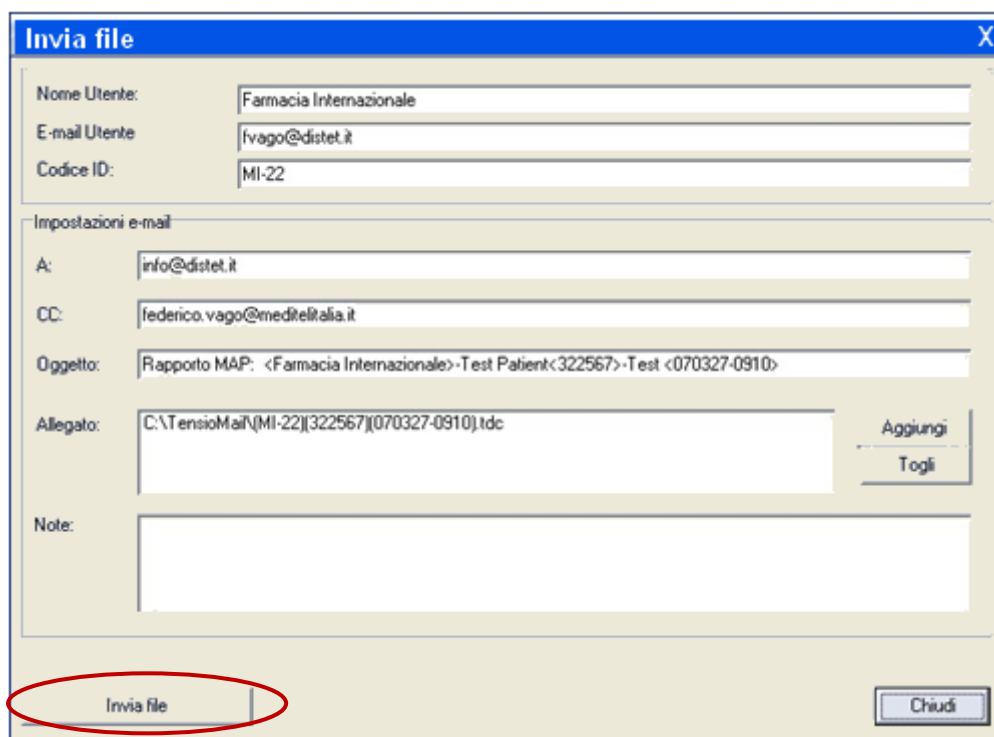 Invia file X
Nome Utente: Farmacia Internazionale
E-mail Utente fvago@distet.it
Codice ID: MI-22
Impostazioni e-mail
A: info@distet.it
CC: federico.vago@meditelitalia.it
Oggetto: Rapporto MAP: <Farmacia Internazionale>-Test Patient<322567>-Test <070327-0910>
Allegato: C:\TensioMail\(MI-22)(322567)(070327-0910).tdc
Aggiungi
Togli
Note:
Invia file Chiudi